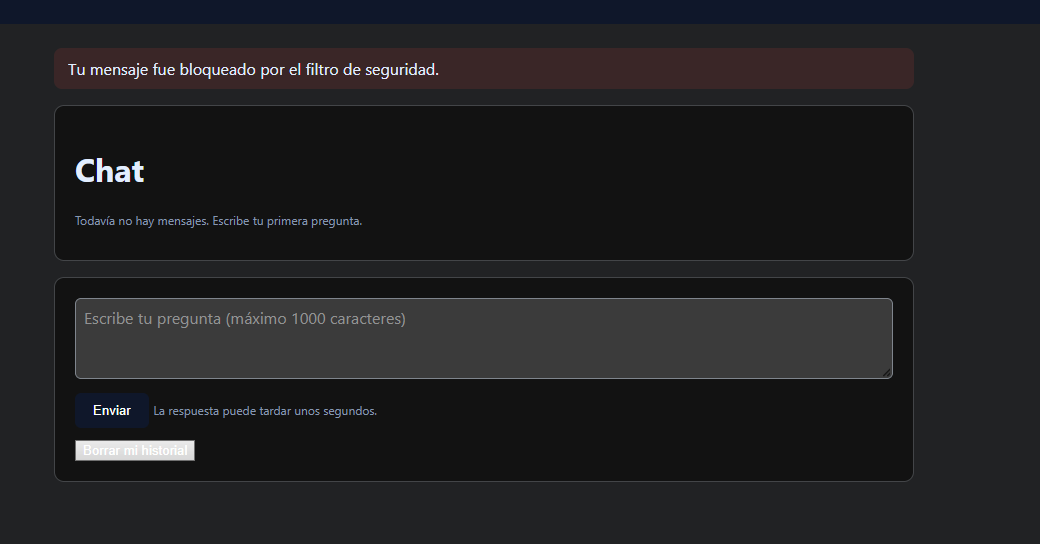 Tu mensaje fue bloqueado por el filtro de seguridad.
Chat
Todavía no hay mensajes. Escribe tu primera pregunta.
Escribe tu pregunta (máximo 1000 caracteres)
Enviar La respuesta puede tardar unos segundos.
Borrar mi historial